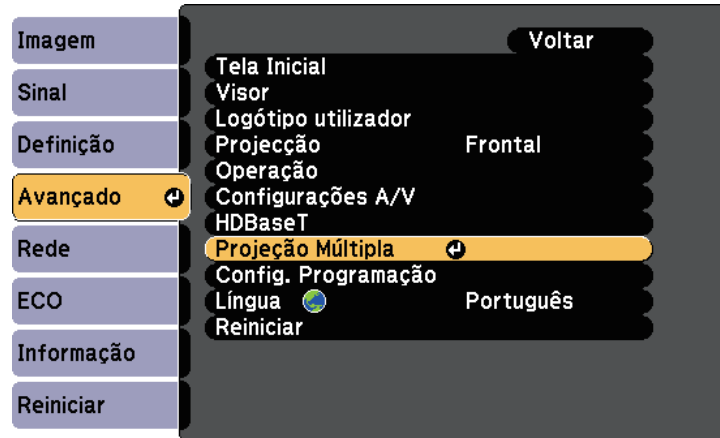 Imagem
Sinal
Definição
Avançado
Rede
ECO
Informação
Reiniciar
Voltar
Tela Inicial
Visor
Logótipo utilizador
Projecção Frontal
Operação
Configurações A/V
HDBaseT
Projeção Múltipla
Config. Programação
Língua Português
Reiniciar